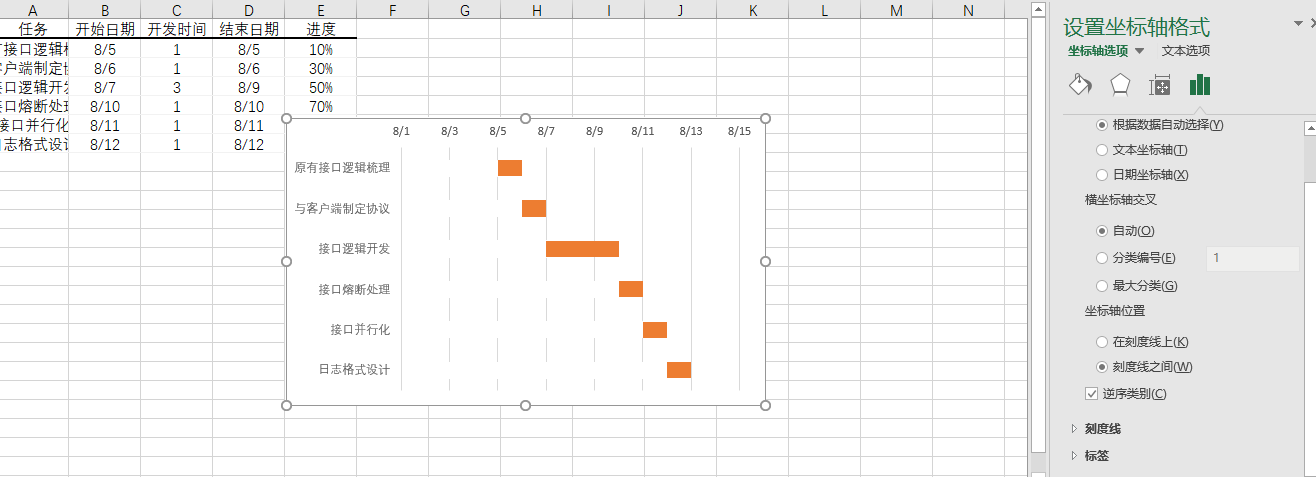 A B C D E F G H I J K L M N
任务 开始日期 开发时间 结束日期 进度
接口逻辑 8/5 1 8/5 10%
客户端制定协 8/6 1 8/6 30%
接口逻辑开发 8/7 3 8/9 50%
接口熔断处理 8/10 1 8/10 70%
接口并行化 8/11 1 8/11
日志格式设计 8/12 1 8/12
8/1 8/3 8/5 8/7 8/9 8/11 8/13 8/15
原有接口逻辑梳理
与客户端制定协议
接口逻辑开发
接口熔断处理
接口并行化
日志格式设计
设置坐标轴格式
坐标轴选项 文本选项
根据数据自动选择(Y)
文本坐标轴(T)
日期坐标轴(X)
横坐标轴交叉
自动(O)
分类编号(E) 1
最大分类(G)
坐标轴位置
在刻度线上(K)
刻度线之间(W)
逆序类别(C)
刻度线
标签